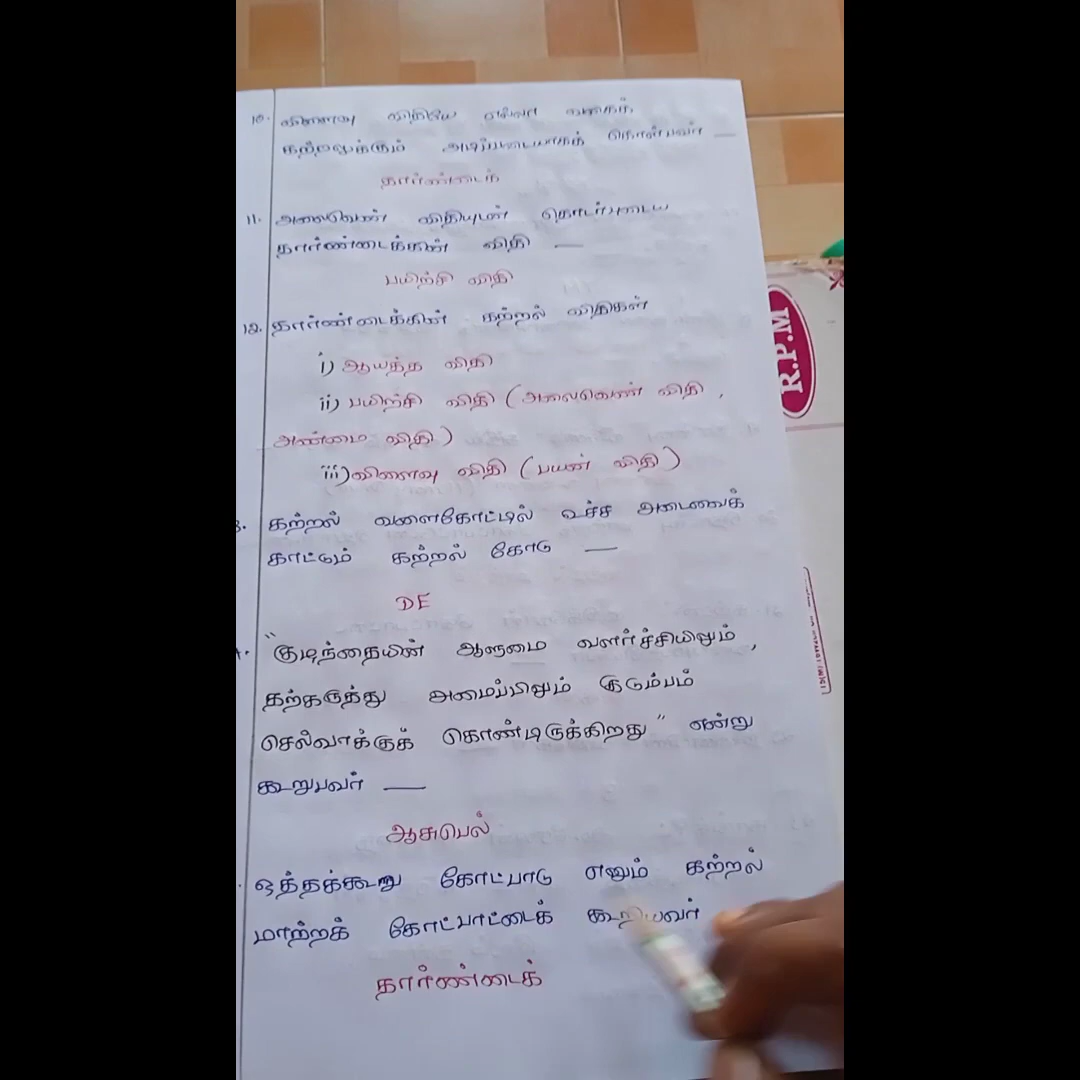 10. விளைவு விதியே எல்லா வகைக்
கற்றலுக்கும் அடிப்படையாகக் கொள்பவர் —
தார்ண்டைக்
11. அலைவெண் விதியுடன் தொடர்புடைய
தார்ண்டைக்கின் விதி —
பயிற்சி விதி
12. தார்ண்டைக்கின் கற்றல் விதிகள்
i) ஆயத்த விதி
ii) பயிற்சி விதி (அலைவெண் விதி,
அண்மை விதி)
iii) விளைவு விதி (பயன் விதி)
3. கற்றல் வளைகோட்டில் உச்ச அடைவைக்
காட்டும் கற்றல் கோடு —
DE
"குழந்தையின் ஆளுமை வளர்ச்சியிலும்,
தற்கருத்து அமைப்பிலும் குடும்பம்
செல்வாக்குக் கொண்டிருக்கிறது" என்று
கூறுபவர் —
ஆசுபெல்
ஒத்தக்கூறு கோட்பாடு எனும் கற்றல்
மாற்றக் கோட்பாட்டைக் கூறியவர்
தார்ண்டைக்
R.P.M